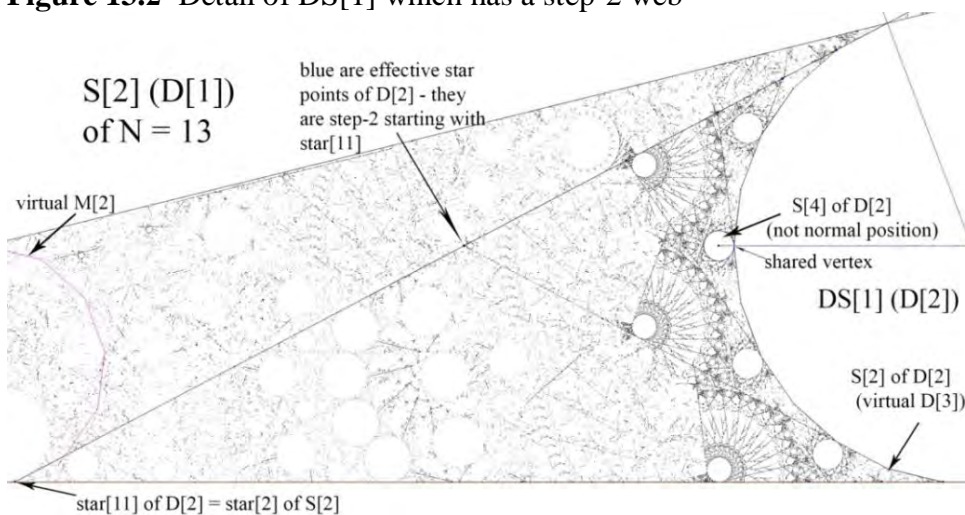 Figure 13.2 Detail of DS[1] which has a step-2 web
S[2] (D[1])
of N = 13
blue are effective star
points of D[2] - they
are step-2 starting with
star[11]
virtual M[2]
S[4] of D[2]
(not normal position)
shared vertex
DS[1] (D[2])
S[2] of D[2]
(virtual D[3])
star[11] of D[2] = star[2] of S[2]